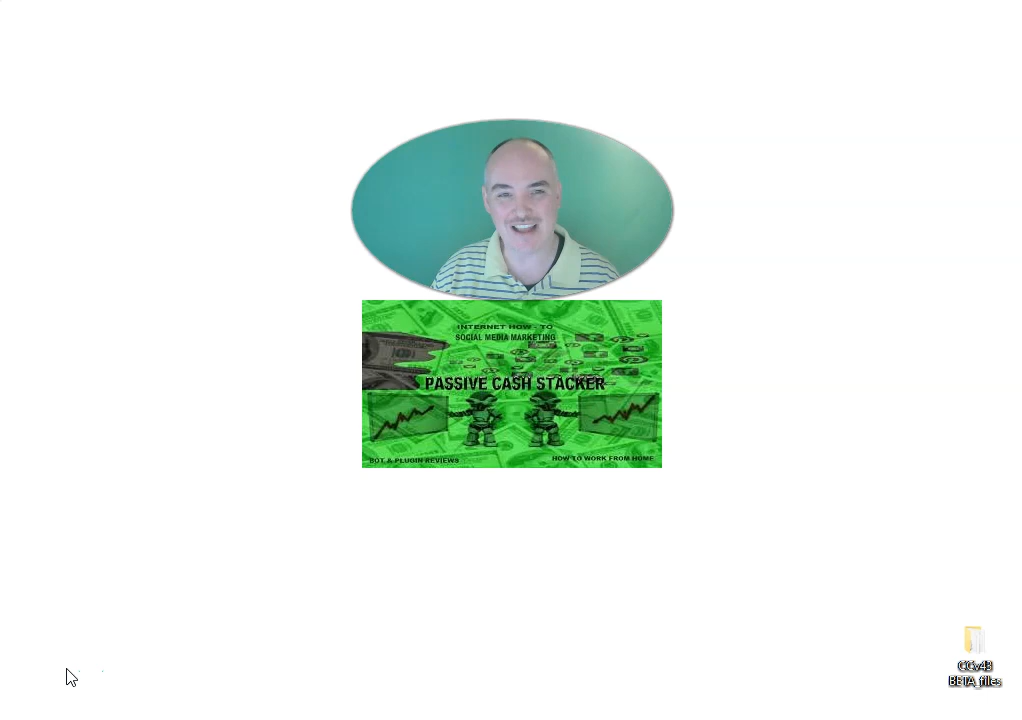 INTERNET HOW - TO
SOCIAL MEDIA MARKETING
PASSIVE CASH STACKER
BOT & PLUGIN REVIEWS
HOW TO WORK FROM HOME
CCv43
BETA_files